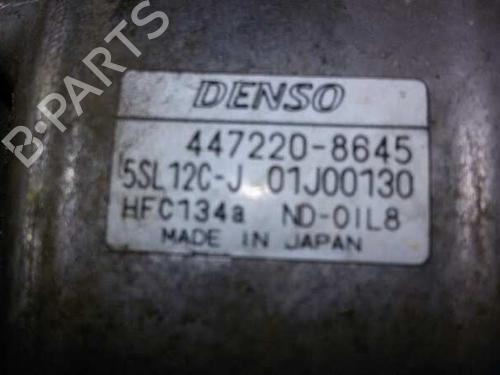 B-PARTS
DENSO
447220-8645
5SL12C-J 01J00130
HFC134a ND-OIL8
MADE IN JAPAN